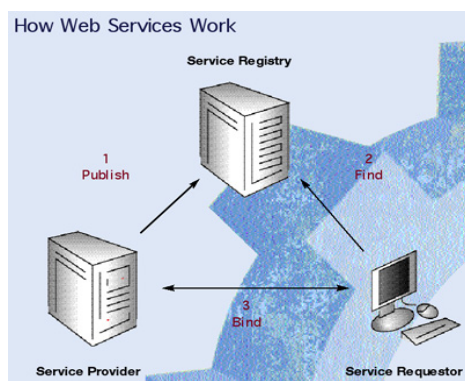 How Web Services Work
Service Registry
1
Publish
2
Find
3
Bind
Service Provider
Service Requestor